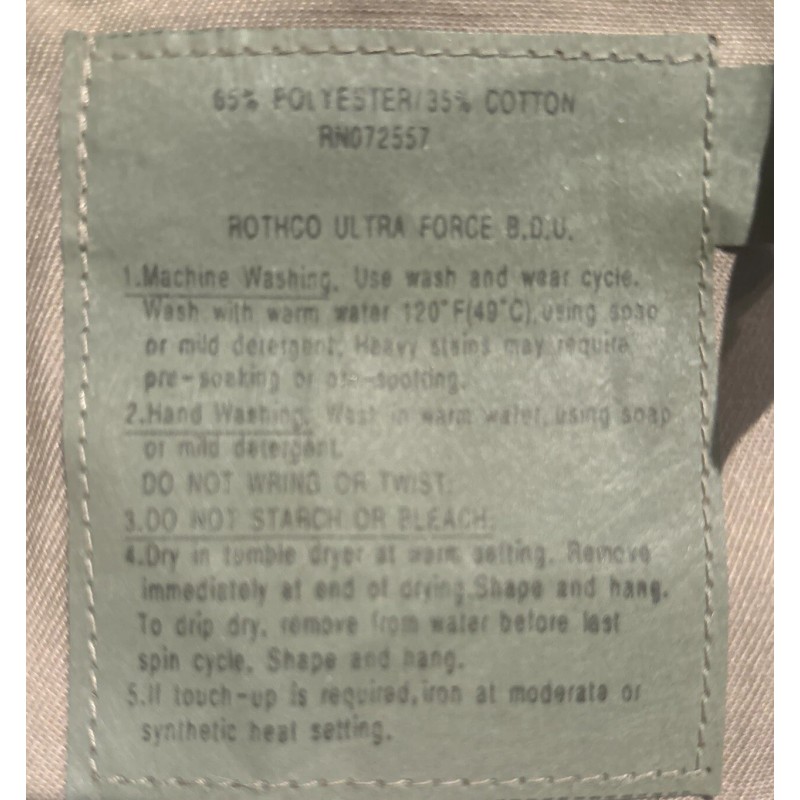 65% POLYESTER/35% COTTON
RN072557
ROTHCO ULTRA FORCE B.D.U.
1.Machine Washing. Use wash and wear cycle.
Wash with warm water 120°F(49°C),using soap
or mild detergent. Heavy stains may require
pre-soaking or pre-spotting.
2.Hand Washing. Wash in warm water,using soap
or mild detergent.
DO NOT WRING OR TWIST.
3.DO NOT STARCH OR BLEACH.
4.Dry in tumble dryer at warm setting. Remove
immediately at end of drying.Shape and hang.
To drip dry, remove from water before last
spin cycle. Shape and hang.
5.If touch-up is required,iron at moderate or
synthetic heat setting.